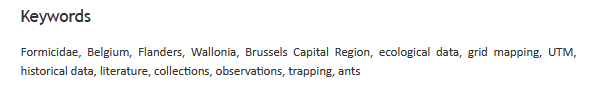 Keywords
Formicidae, Belgium, Flanders, Wallonia, Brussels Capital Region, ecological data, grid mapping, UTM,
historical data, literature, collections, observations, trapping, ants